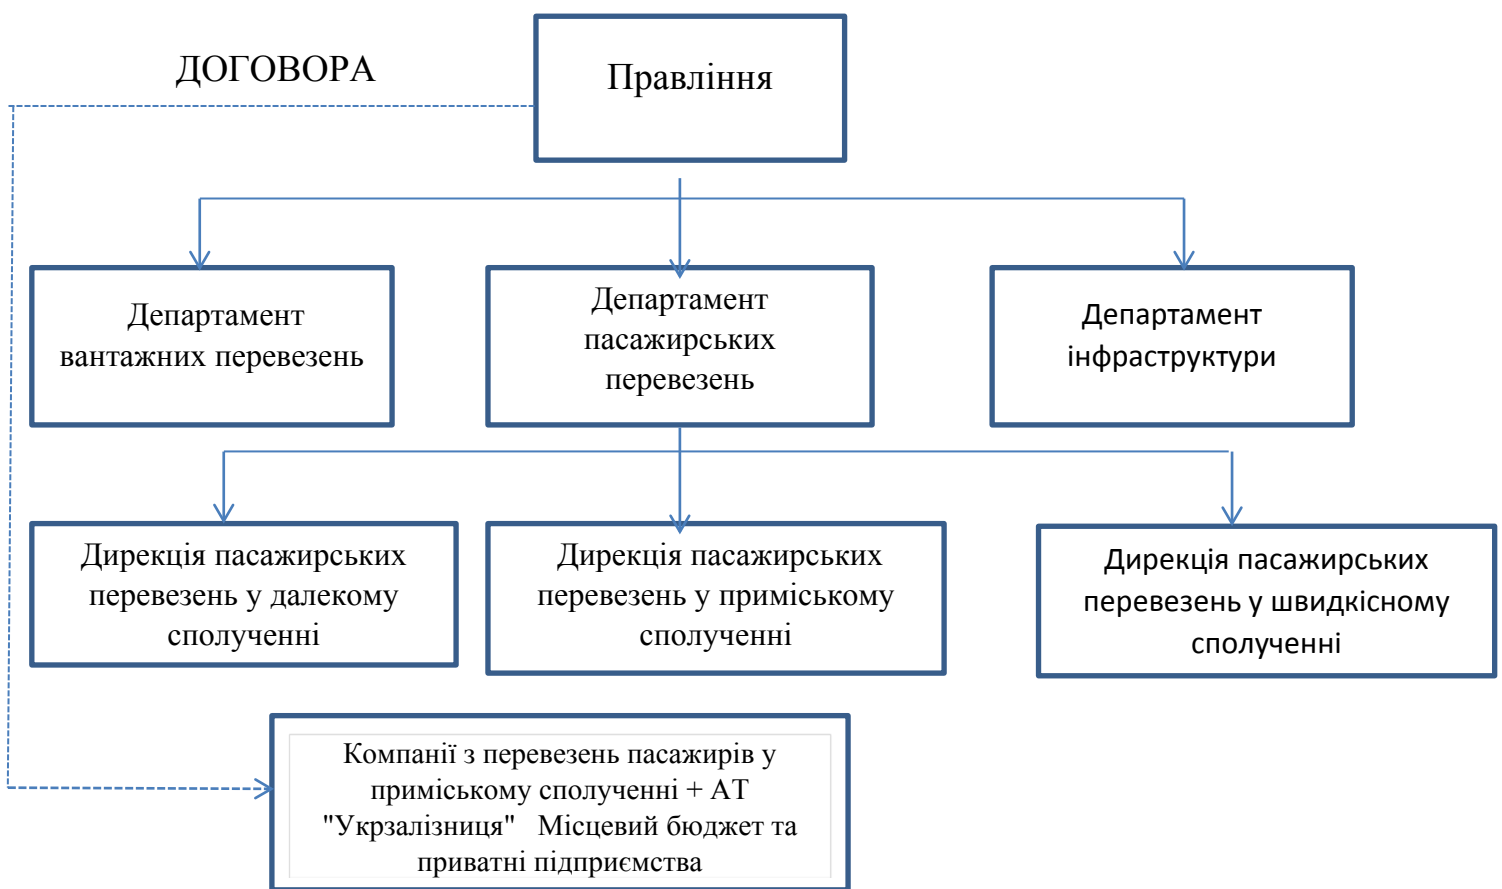 ДОГОВОРА
Правління
Департамент
вантажних перевезень
Департамент
пасажирських
перевезень
Департамент
інфраструктури
Дирекція пасажирських
перевезень у далекому
сполученні
Дирекція пасажирських
перевезень у приміському
сполученні
Дирекція пасажирських
перевезень у швидкісному
сполученні
Компанії з перевезень пасажирів у
приміському сполученні + АТ
"Укрзалізниця" Місцевий бюджет та
приватні підприємства